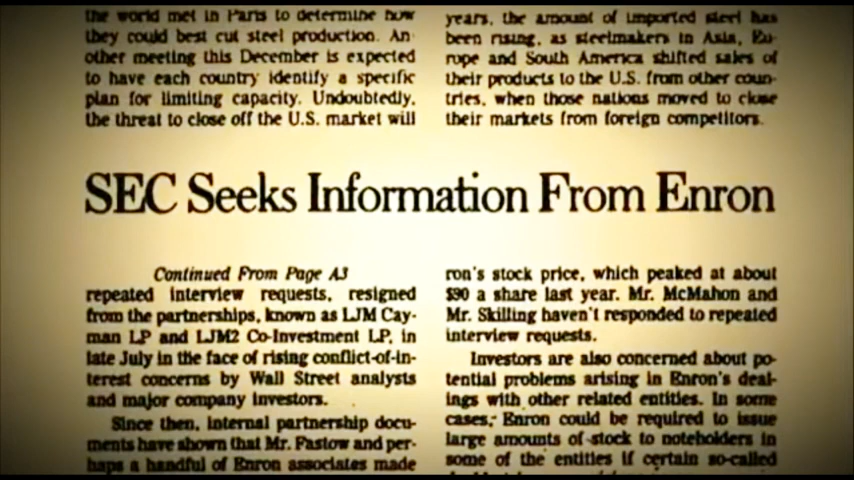 the world met in Paris to determine how
they could best cut steel production. An-
other meeting this December is expected
to have each country identify a specific
plan for limiting capacity. Undoubtedly,
the threat to close off the U.S. market will
years, the amount of imported steel has
been rising, as steelmakers in Asia, Eu-
rope and South America shifted sales of
their products to the U.S. from other coun-
tries, when those nations moved to close
their markets from foreign competitors.
SEC Seeks Information From Enron
Continued From Page A3
repeated interview requests, resigned
from the partnerships, known as LJM Cay-
man LP and LJM2 Co-Investment LP, in
late July in the face of rising conflict-of-in-
terest concerns by Wall Street analysts
and major company investors.
Since then, internal partnership docu-
ments have shown that Mr. Fastow and per-
haps a handful of Enron associates made
ron's stock price, which peaked at about
$90 a share last year. Mr. McMahon and
Mr. Skilling haven't responded to repeated
interview requests.
Investors are also concerned about po-
tential problems arising in Enron's deal-
ings with other related entities. In some
cases, Enron could be required to issue
large amounts of stock to noteholders in
some of the entities if certain so-called